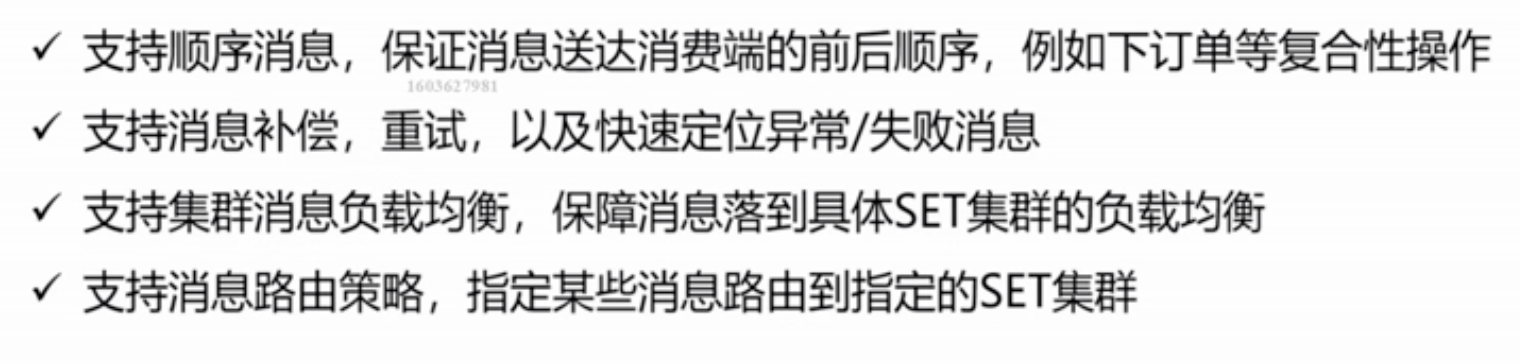 ✓ 支持顺序消息，保证消息送达消费端的前后顺序，例如下订单等复合性操作
1603627981
✓ 支持消息补偿，重试，以及快速定位异常/失败消息
✓ 支持集群消息负载均衡，保障消息落到具体SET集群的负载均衡
✓ 支持消息路由策略，指定某些消息路由到指定的SET集群